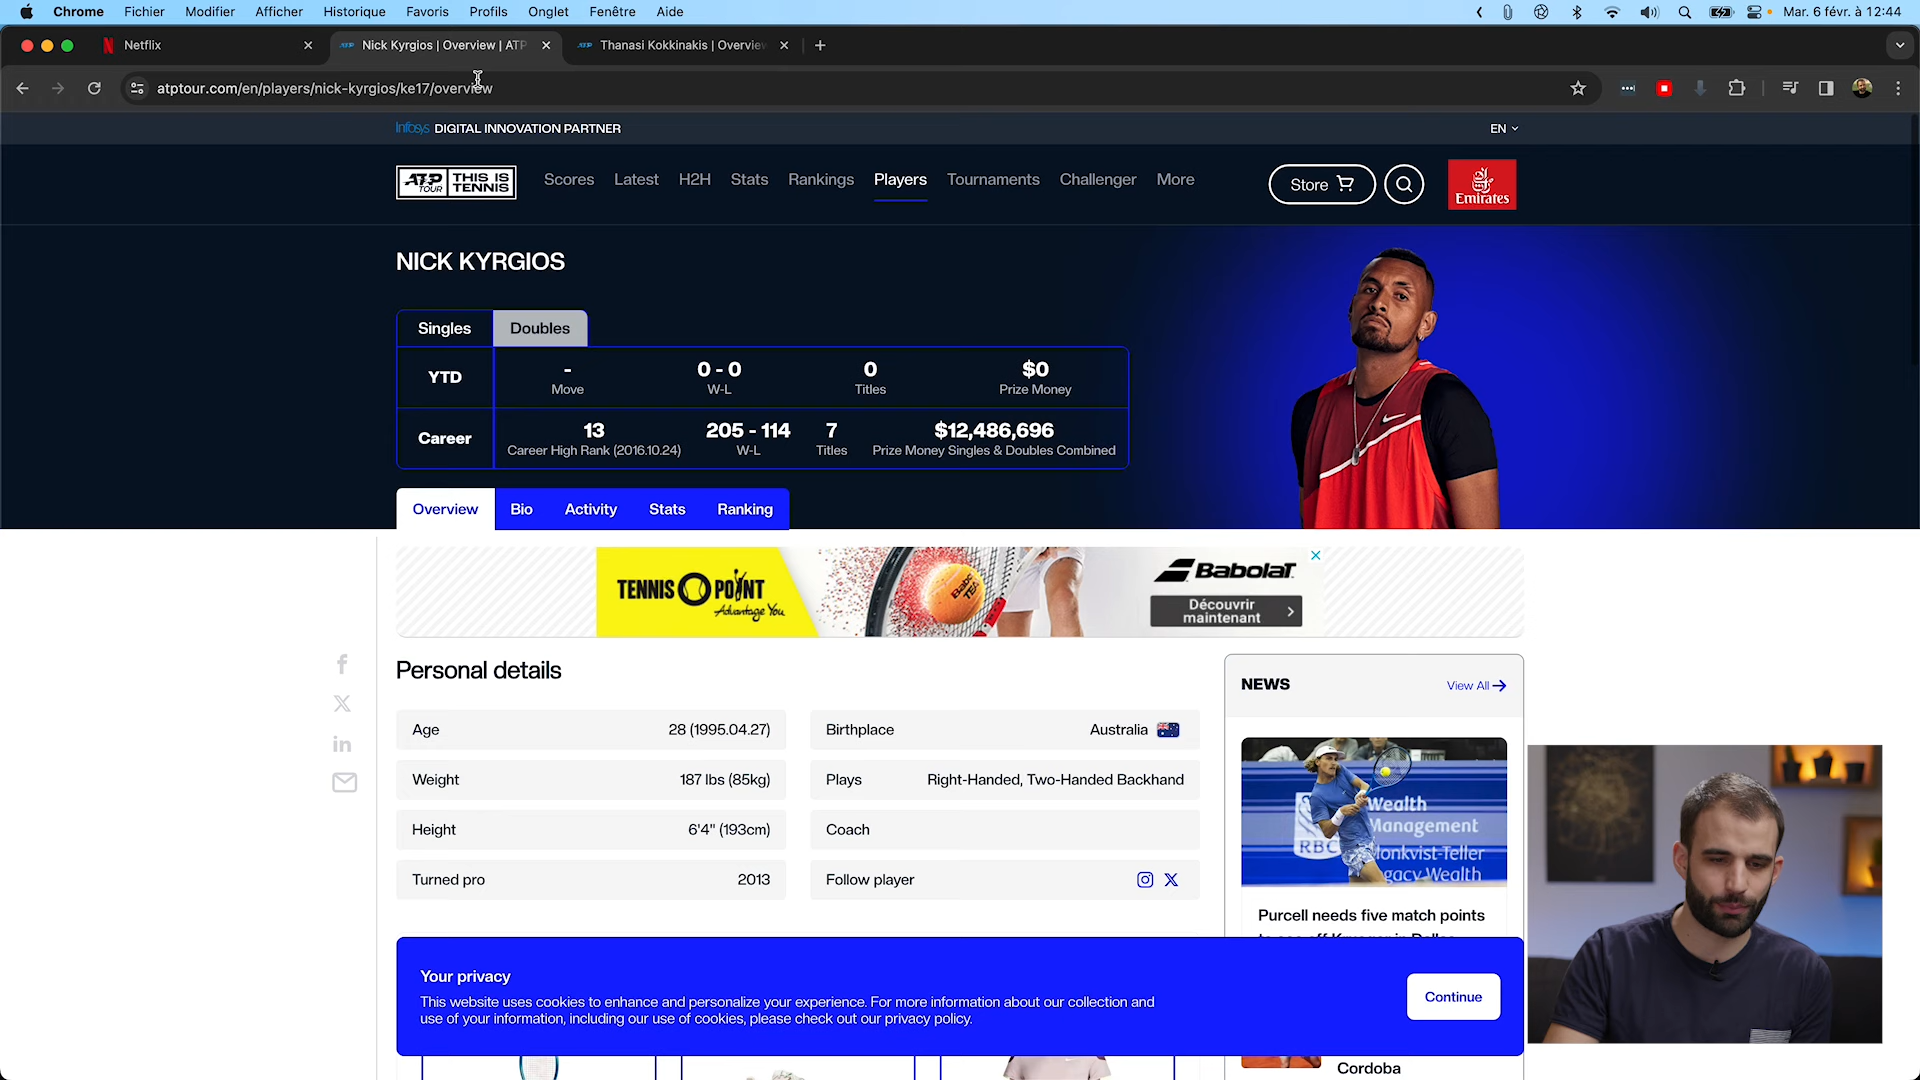 Chrome Fichier Modifier Afficher Historique Favoris Profils Onglet Fenêtre Aide Mar. 6 févr. à 12:44
Netflix Nick Kyrgios | Overview | ATP Thanasi Kokkinakis | Overview
atptour.com/en/players/nick-kyrgios/ke17/overview
Infosys DIGITAL INNOVATION PARTNER EN
ATP TOUR THIS IS TENNIS Scores Latest H2H Stats Rankings Players Tournaments Challenger More Store Emirates
NICK KYRGIOS
Singles Doubles
YTD - 0 - 0 0 $0
Move W-L Titles Prize Money
Career 13 205 - 114 7 $12,486,696
Career High Rank (2016.10.24) W-L Titles Prize Money Singles & Doubles Combined
Overview Bio Activity Stats Ranking
TENNIS POINT
Advantage You
BABOLAT
Découvrir
maintenant
Personal details
Age 28 (1995.04.27) Birthplace Australia
Weight 187 lbs (85kg) Plays Right-Handed, Two-Handed Backhand
Height 6'4" (193cm) Coach
Turned pro 2013 Follow player
NEWS View All
RBC
Wealth
Management
Purcell needs five match points
Your privacy
This website uses cookies to enhance and personalize your experience. For more information about our collection and
use of your information, including our use of cookies, please check out our privacy policy.
Continue
Cordoba